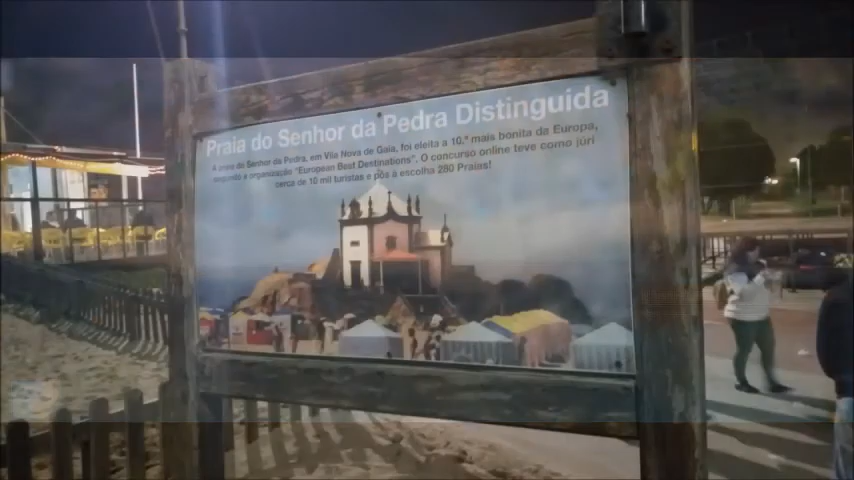 Praia do Senhor da Pedra Distinguida
A praia do Senhor da Pedra, em Vila Nova de Gaia, foi eleita a 10.ª mais bonita da Europa,
segundo a organização "European Best Destinations". O concurso online teve como júri
cerca de 10 mil turistas e pôs à escolha 280 Praias!